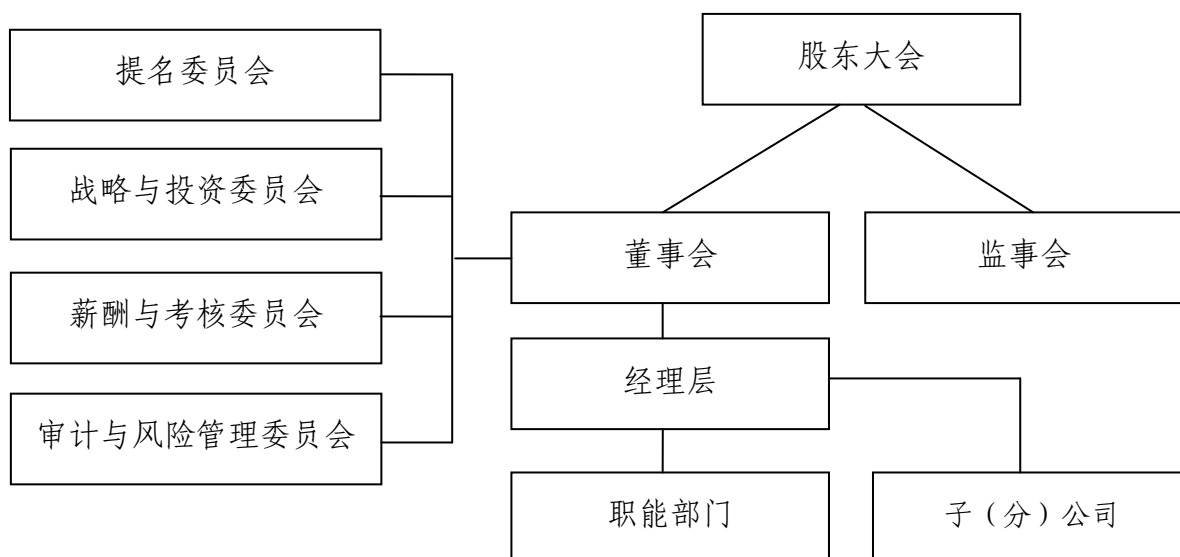 提名委员会
股东大会
战略与投资委员会
董事会
监事会
薪酬与考核委员会
经理层
审计与风险管理委员会
职能部门
子（分）公司